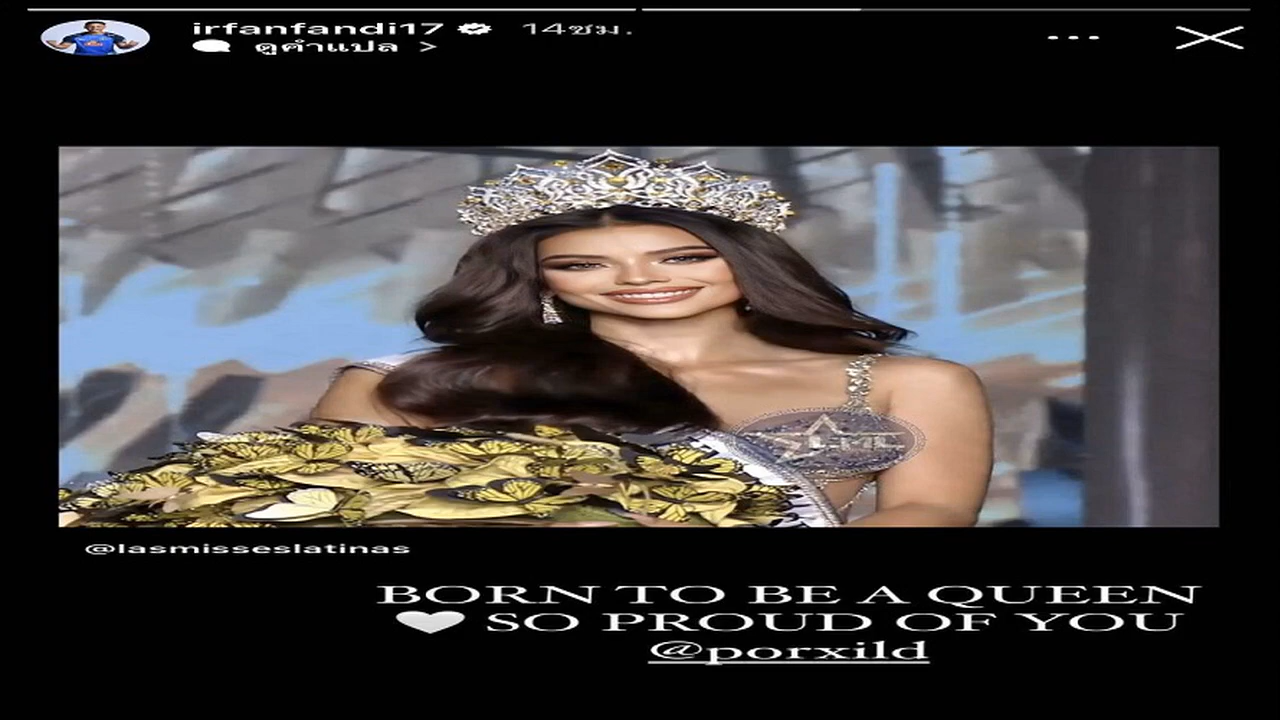 irfanfandi17 14ชม.
ดูคำแปล >
LML
@lasmisseslatinas
BORN TO BE A QUEEN
🤍 SO PROUD OF YOU
@porxild